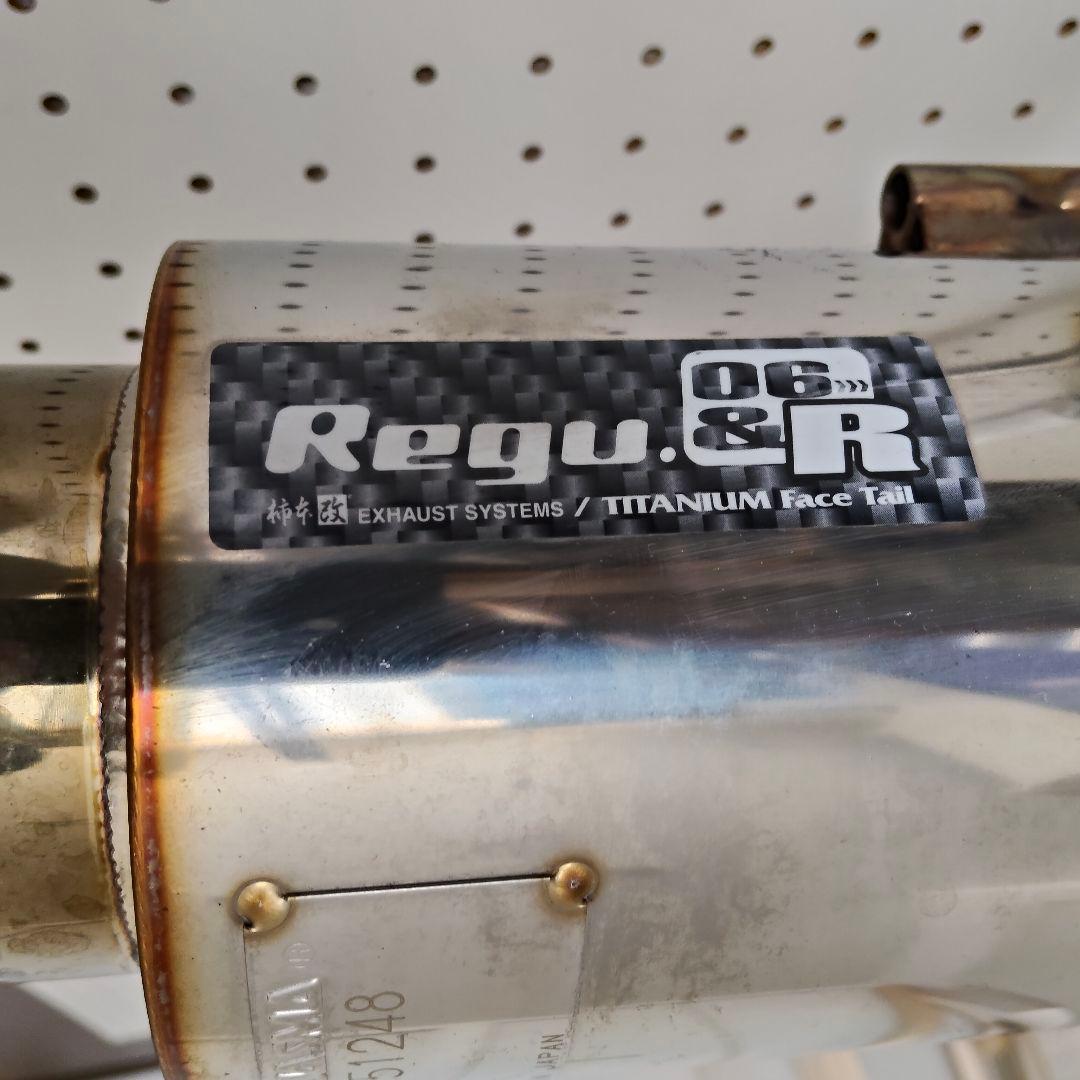 Regu.06&R
柿本改 EXHAUST SYSTEMS / TITANIUM Face Tail
51248
JAPAN